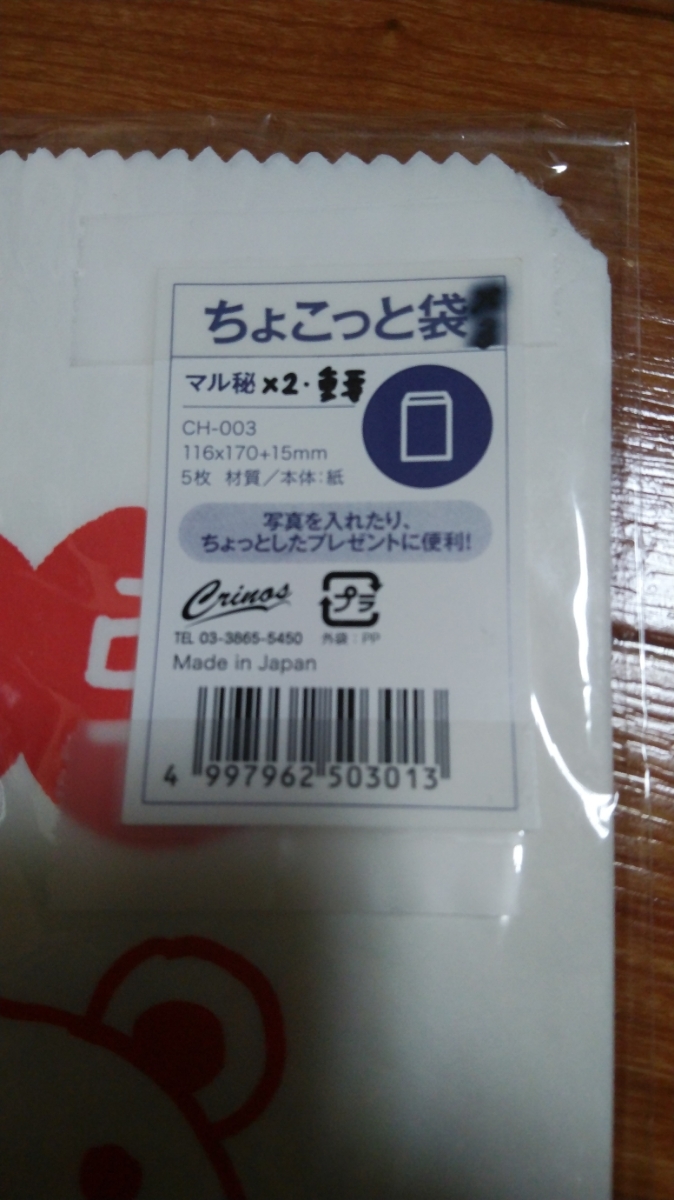 ちょこっと袋
マル秘 x2・
CH-003
116x170+15mm
5枚 材質／本体：紙
写真を入れたり、
ちょっとしたプレゼントに便利!
Crinos
プラ
TEL 03-3865-5450 外袋：PP
Made in Japan
4 997962 503013